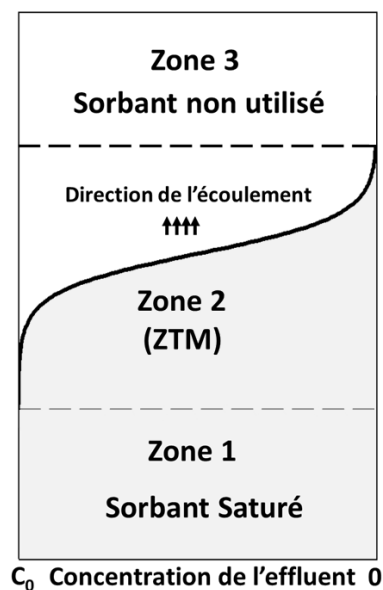 Zone 3
Sorbant non utilisé
Direction de l'écoulement
Zone 2
(ZTM)
Zone 1
Sorbant Saturé
C₀ Concentration de l'effluent 0